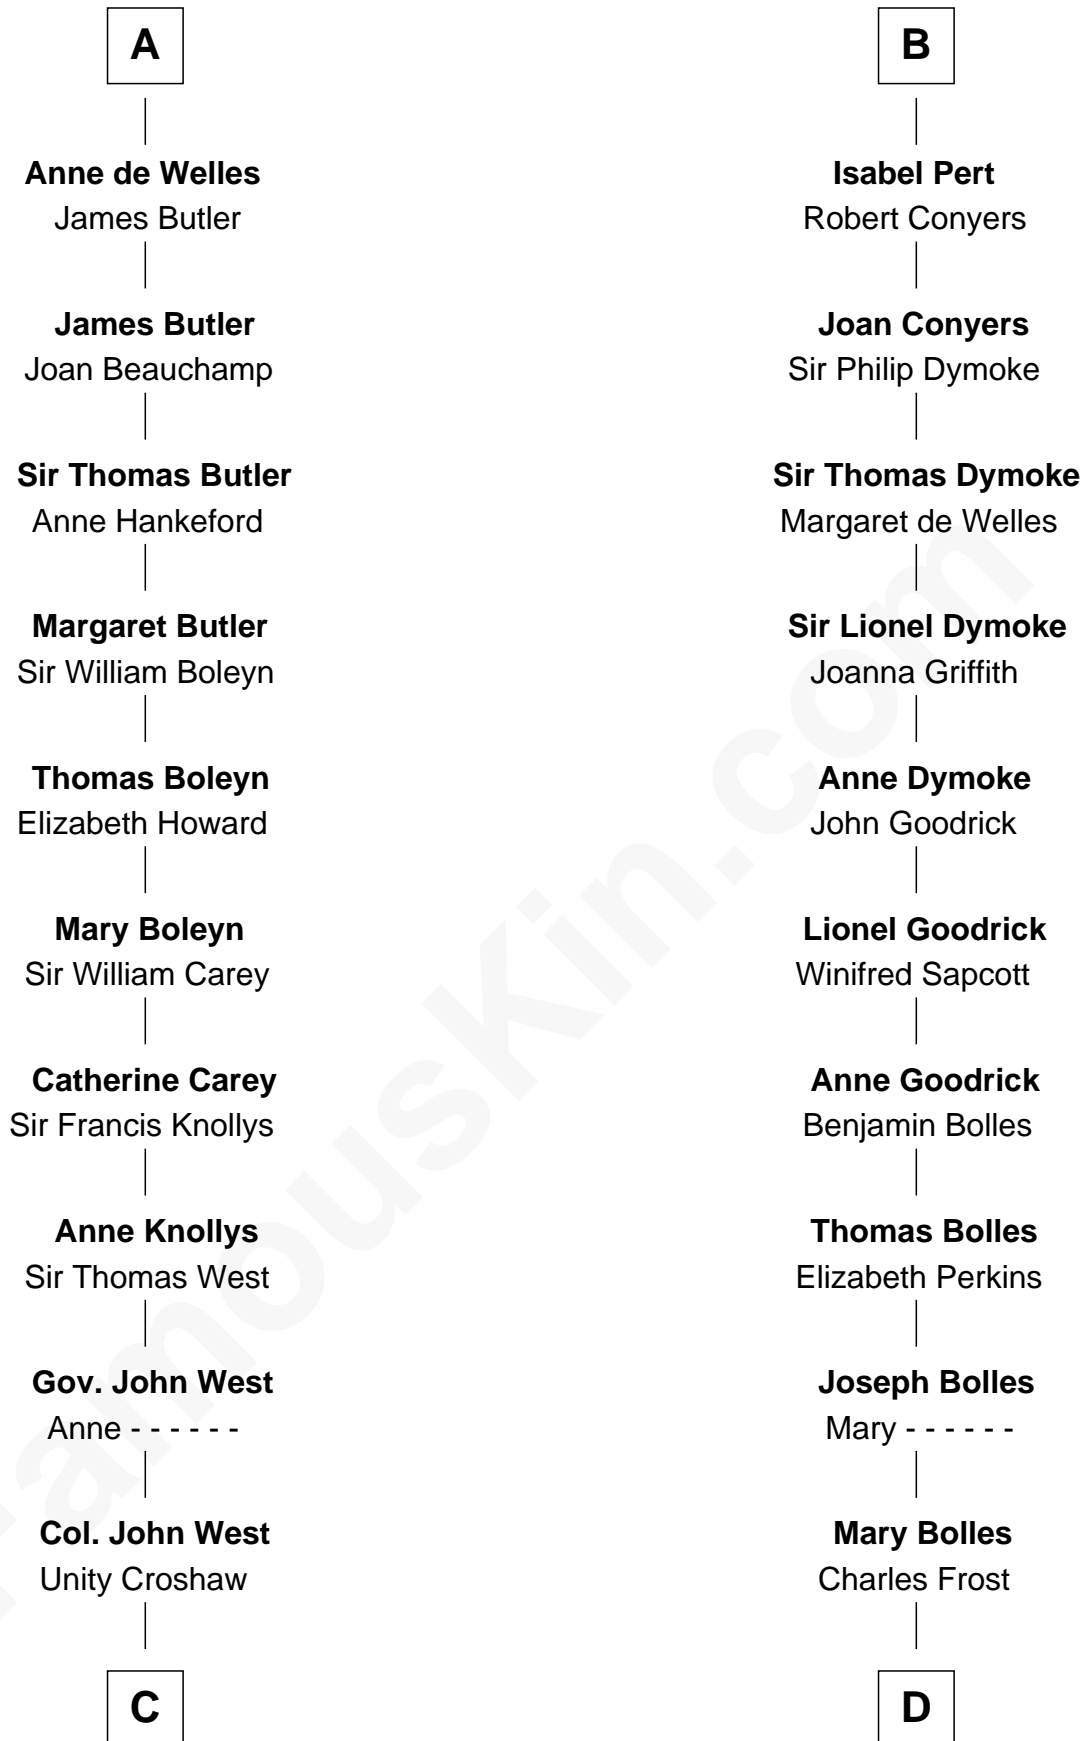 A
Anne de Welles
James Butler
James Butler
Joan Beauchamp
Sir Thomas Butler
Anne Hankeford
Margaret Butler
Sir William Boleyn
Thomas Boleyn
Elizabeth Howard
Mary Boleyn
Sir William Carey
Catherine Carey
Sir Francis Knollys
Anne Knollys
Sir Thomas West
Gov. John West
Anne - - - - - -
Col. John West
Unity Croshaw
C
B
Isabel Pert
Robert Conyers
Joan Conyers
Sir Philip Dymoke
Sir Thomas Dymoke
Margaret de Welles
Sir Lionel Dymoke
Joanna Griffith
Anne Dymoke
John Goodrick
Lionel Goodrick
Winifred Sapcott
Anne Goodrick
Benjamin Bolles
Thomas Bolles
Elizabeth Perkins
Joseph Bolles
Mary - - - - - -
Mary Bolles
Charles Frost
D
FamousKin.com